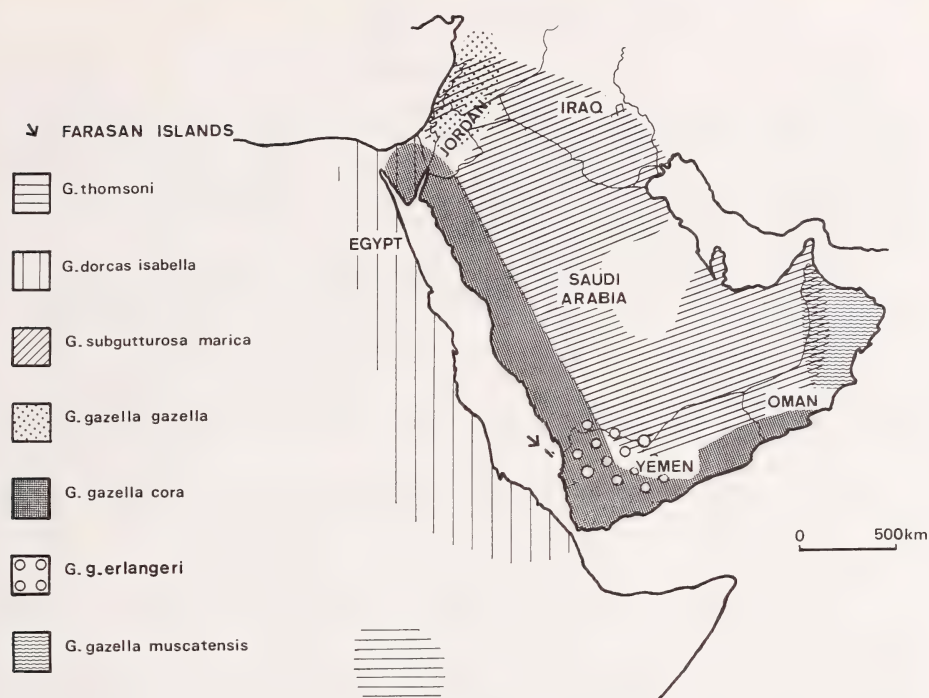 FARASAN ISLANDS
G. thomsoni
G. dorcas isabella
G. subgutturosa marica
G. gazella gazella
G. gazella cora
G. g. erlangeri
G. gazella muscatensis
JORDAN
IRAQ
EGYPT
SAUDI
ARABIA
OMAN
YEMEN
0 500km